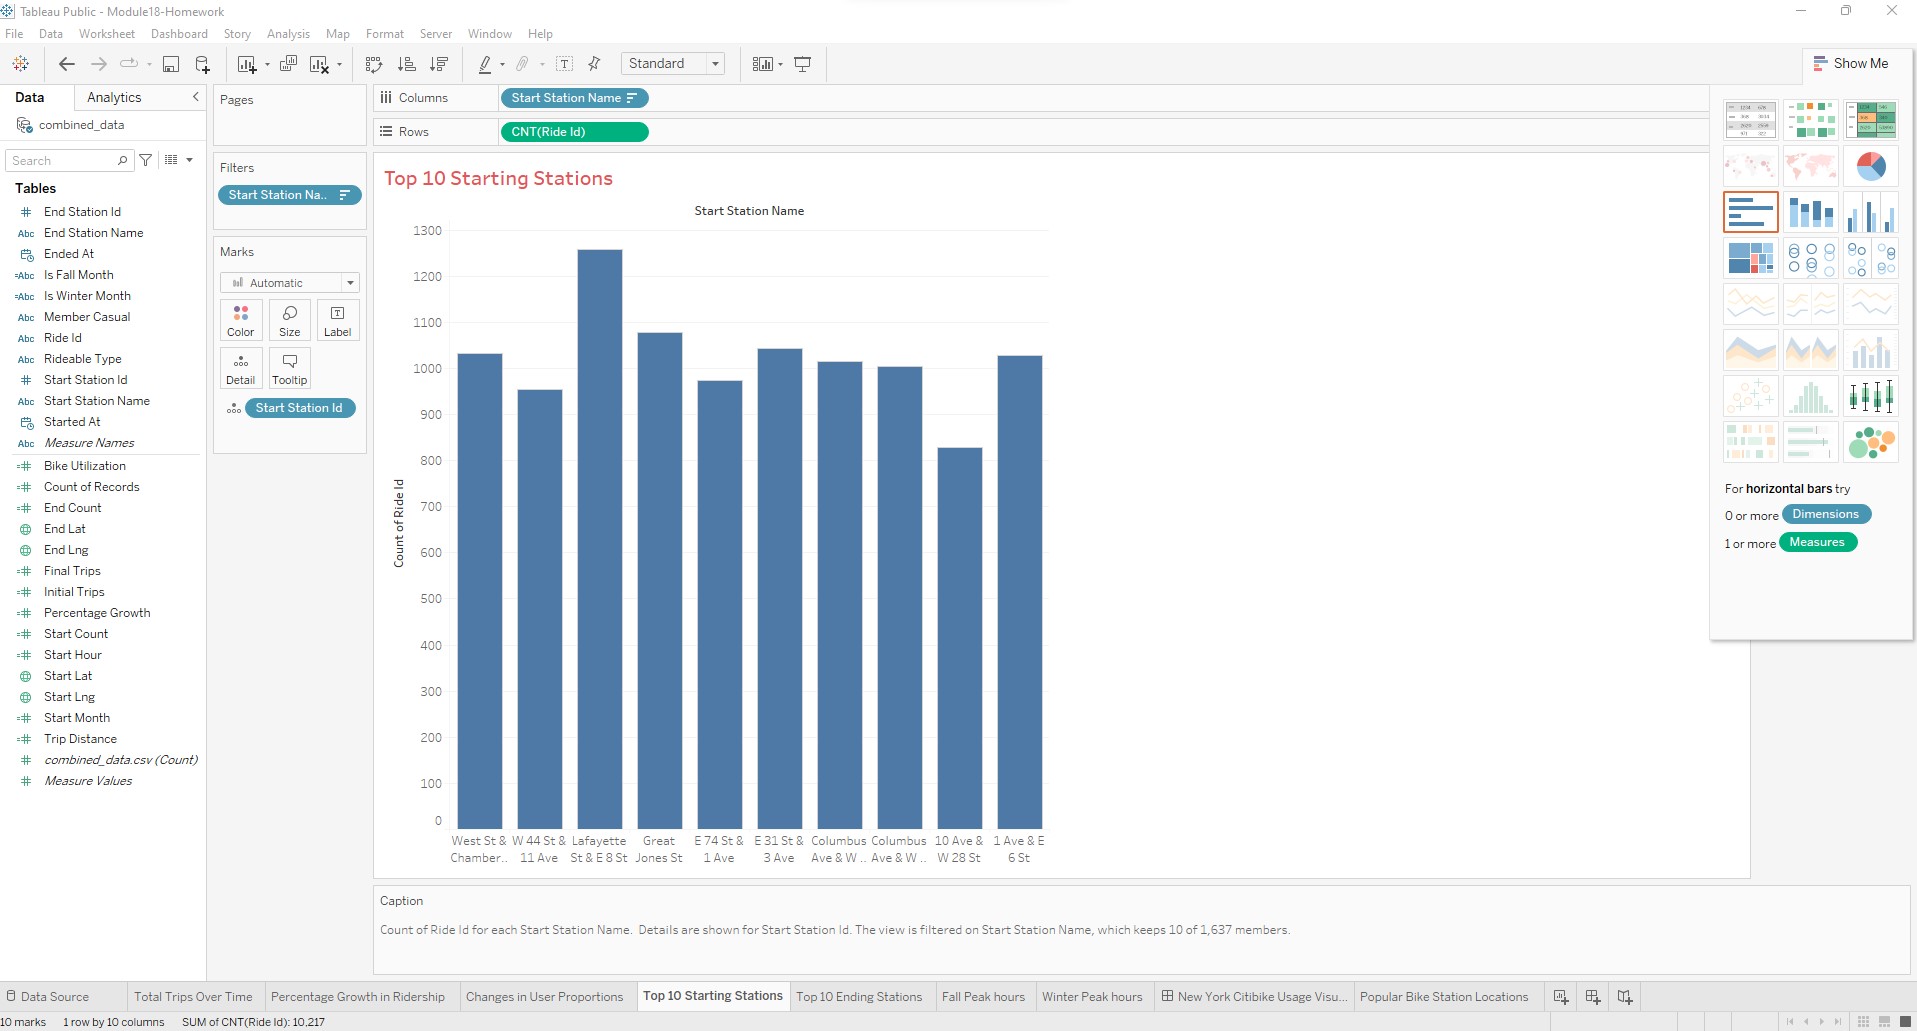 Tableau Public - Module18-Homework
File Data Worksheet Dashboard Story Analysis Map Format Server Window Help
Standard
Show Me
Data Analytics
combined_data
Search
Tables
# End Station Id
Abc End Station Name
Ended At
=Abc Is Fall Month
=Abc Is Winter Month
Abc Member Casual
Abc Ride Id
Abc Rideable Type
# Start Station Id
Abc Start Station Name
Started At
Abc Measure Names
=# Bike Utilization
=# Count of Records
=# End Count
End Lat
End Lng
=# Final Trips
=# Initial Trips
=# Percentage Growth
=# Start Count
=# Start Hour
Start Lat
Start Lng
=# Start Month
=# Trip Distance
# combined_data.csv (Count)
# Measure Values
Pages
Filters
Start Station Na..
Marks
Automatic
Color Size Label
Detail Tooltip
Start Station Id
Columns Start Station Name
Rows CNT(Ride Id)
Top 10 Starting Stations
Start Station Name
1300
1200
1100
1000
900
800
700
600
500
400
300
200
100
0
Count of Ride Id
West St & Chamber..
W 44 St & 11 Ave
Lafayette St & E 8 St
Great Jones St
E 74 St & 1 Ave
E 31 St & 3 Ave
Columbus Ave & W ..
Columbus Ave & W ..
10 Ave & W 28 St
1 Ave & E 6 St
For horizontal bars try
0 or more Dimensions
1 or more Measures
Caption
Count of Ride Id for each Start Station Name. Details are shown for Start Station Id. The view is filtered on Start Station Name, which keeps 10 of 1,637 members.
Data Source Total Trips Over Time Percentage Growth in Ridership Changes in User Proportions Top 10 Starting Stations Top 10 Ending Stations Fall Peak hours Winter Peak hours New York Citibike Usage Visu... Popular Bike Station Locations
10 marks 1 row by 10 columns SUM of CNT(Ride Id): 10,217